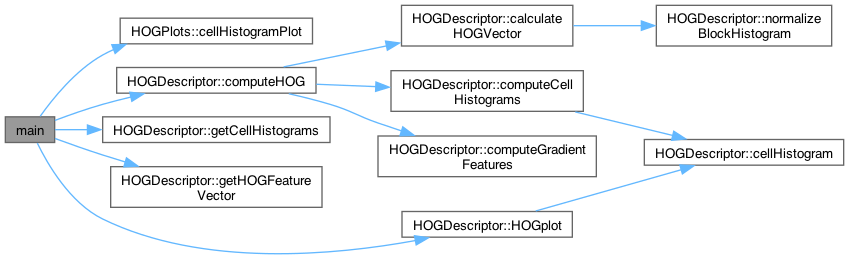 main
HOGPlots::cellHistogramPlot
HOGDescriptor::computeHOG
HOGDescriptor::getCellHistograms
HOGDescriptor::getHOGFeature
Vector
HOGDescriptor::calculate
HOGVector
HOGDescriptor::computeCell
Histograms
HOGDescriptor::computeGradient
Features
HOGDescriptor::HOGplot
HOGDescriptor::normalize
BlockHistogram
HOGDescriptor::cellHistogram